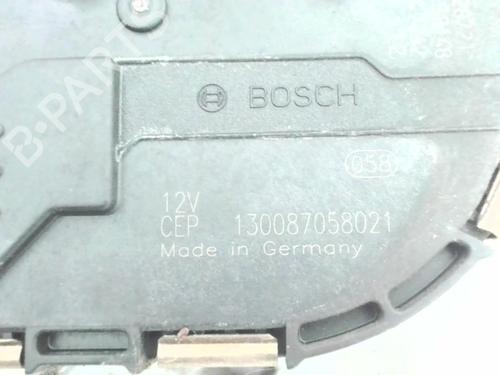 BOSCH
058
12V
CEP 130087058021
Made in Germany
B-PART